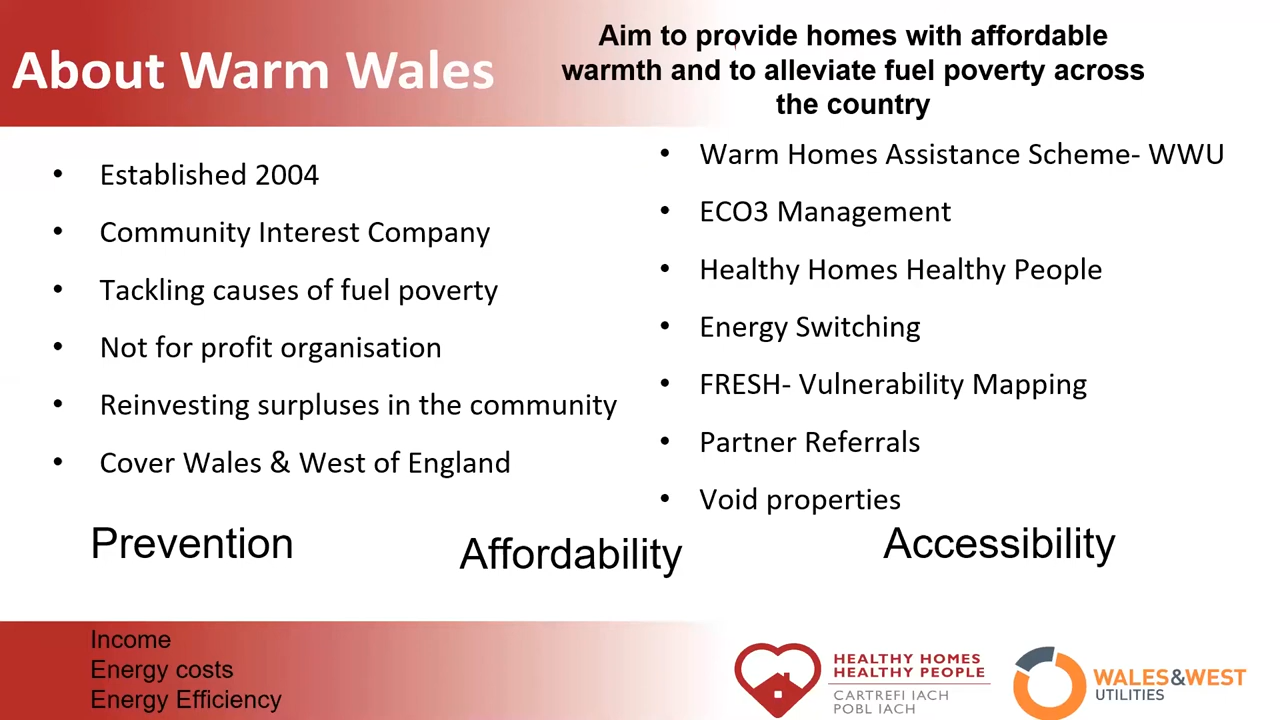 About Warm Wales
Aim to provide homes with affordable
warmth and to alleviate fuel poverty across
the country
• Established 2004
• Community Interest Company
• Tackling causes of fuel poverty
• Not for profit organisation
• Reinvesting surpluses in the community
• Cover Wales & West of England
• Warm Homes Assistance Scheme- WWU
• ECO3 Management
• Healthy Homes Healthy People
• Energy Switching
• FRESH- Vulnerability Mapping
• Partner Referrals
• Void properties
Prevention
Affordability
Accessibility
Income
Energy costs
Energy Efficiency
HEALTHY HOMES
HEALTHY PEOPLE
CARTREFI IACH
POBL IACH
WALES&WEST
UTILITIES